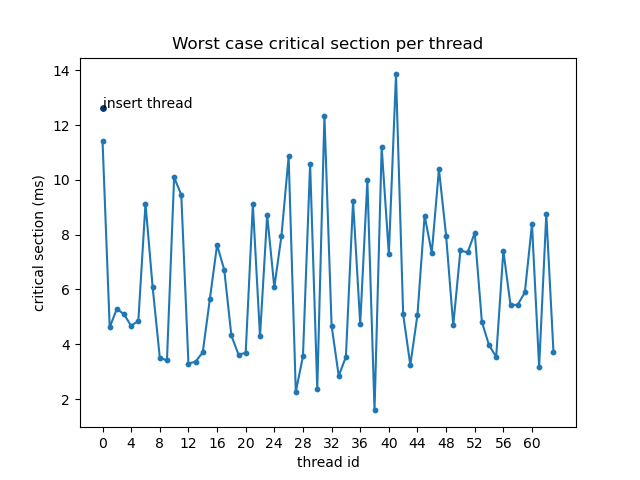 Worst case critical section per thread
14
12
10
8
6
4
2
critical section (ms)
insert thread
0 4 8 12 16 20 24 28 32 36 40 44 48 52 56 60
thread id